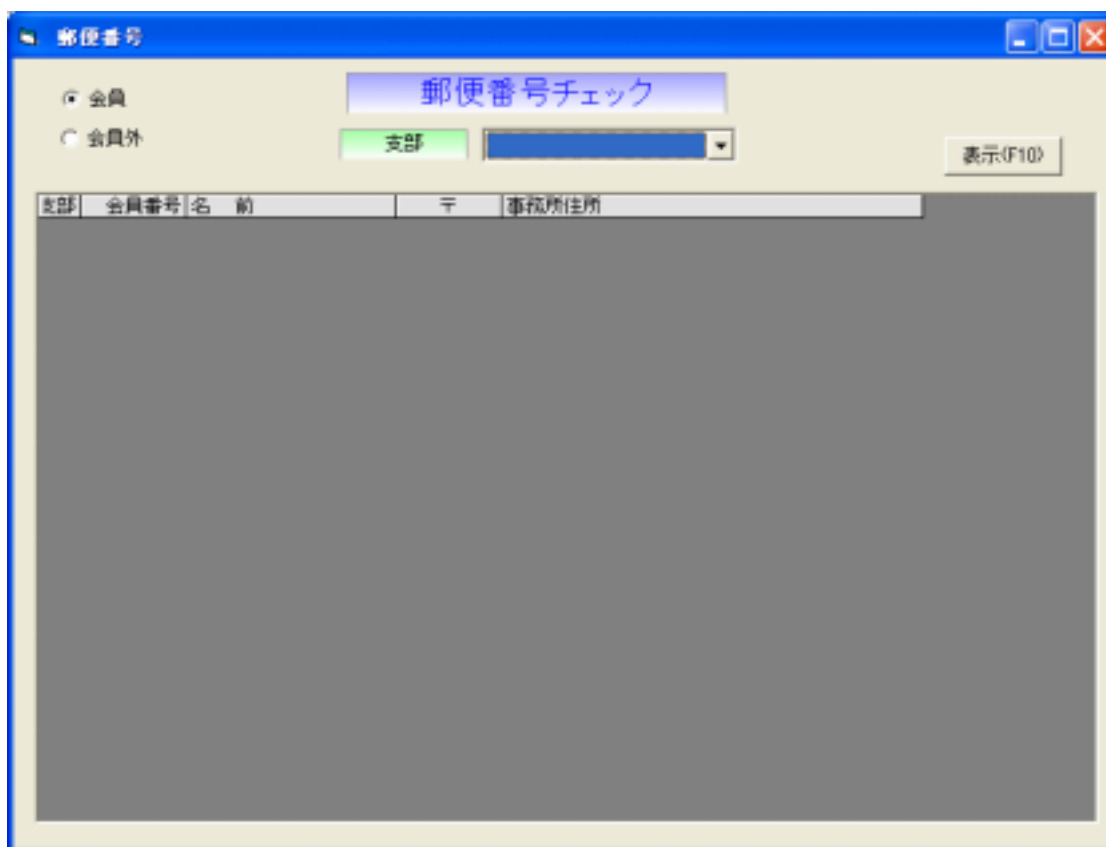 郵便番号
会員
郵便番号チェック
会員外
支部
表示(F10)
支部 会員番号 名 前 〒 事務所住所